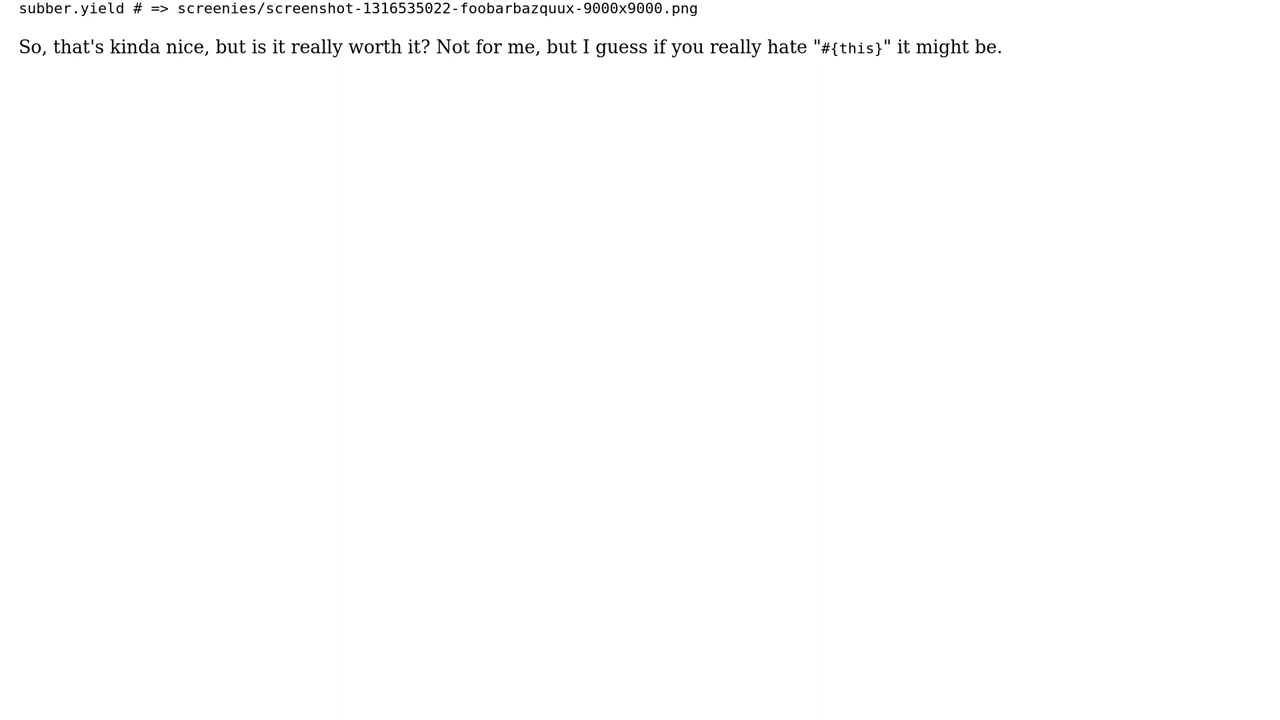 subber.yield # => screenies/screenshot-1316535022-foobarbazquux-9000x9000.png
So, that's kinda nice, but is it really worth it? Not for me, but I guess if you really hate "#{this}" it might be.